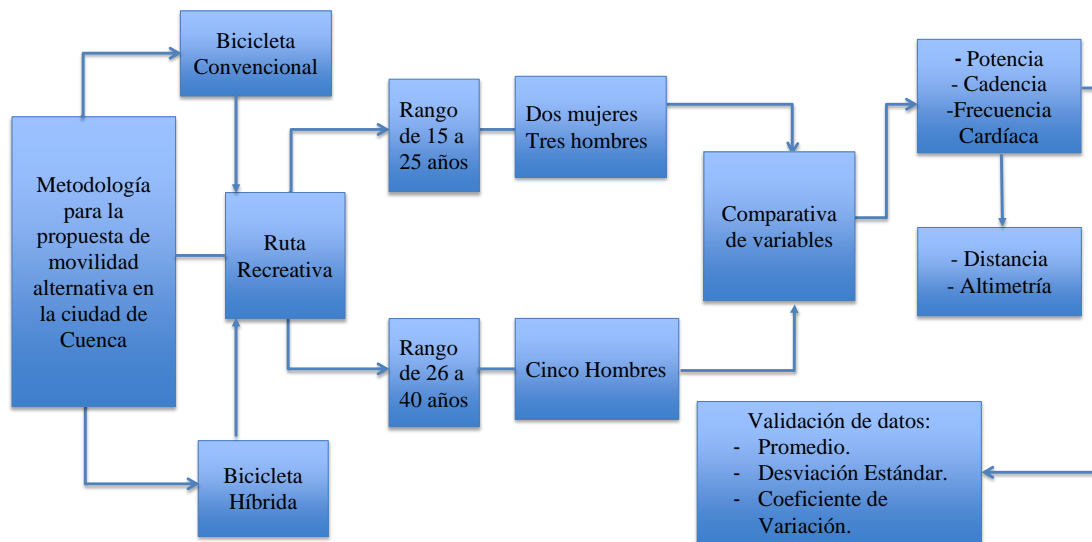 Bicicleta
Convencional
Metodología
para la
propuesta de
movilidad
alternativa en
la ciudad de
Cuenca
Ruta
Recreativa
Bicicleta
Híbrida
Rango
de 15 a
25 años
Dos mujeres
Tres hombres
Rango
de 26 a
40 años
Cinco Hombres
Comparativa
de variables
- Potencia
- Cadencia
-Frecuencia
Cardíaca
- Distancia
- Altimetría
Validación de datos:
- Promedio.
- Desviación Estándar.
- Coeficiente de
Variación.